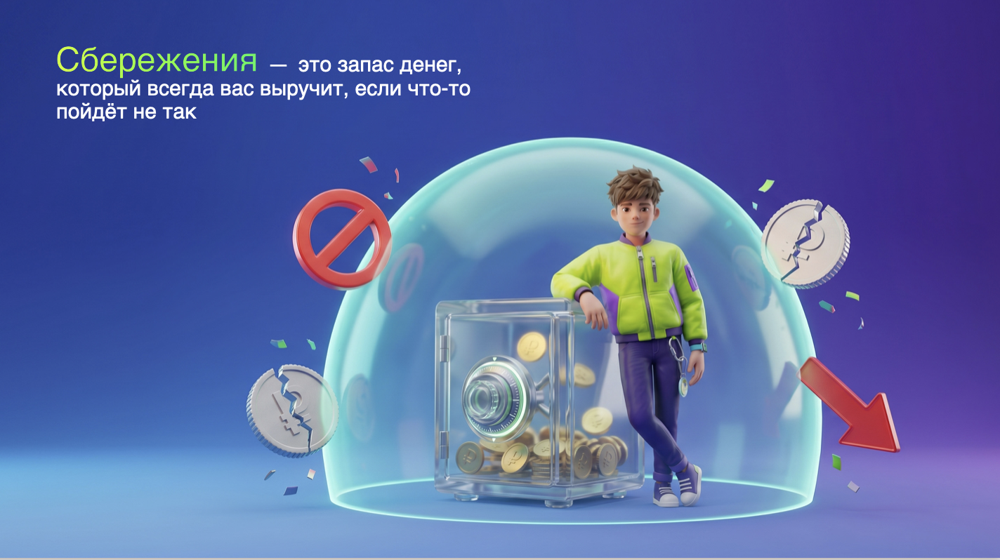 Сбережения — это запас денег,
который всегда вас выручит, если что-то
пойдёт не так